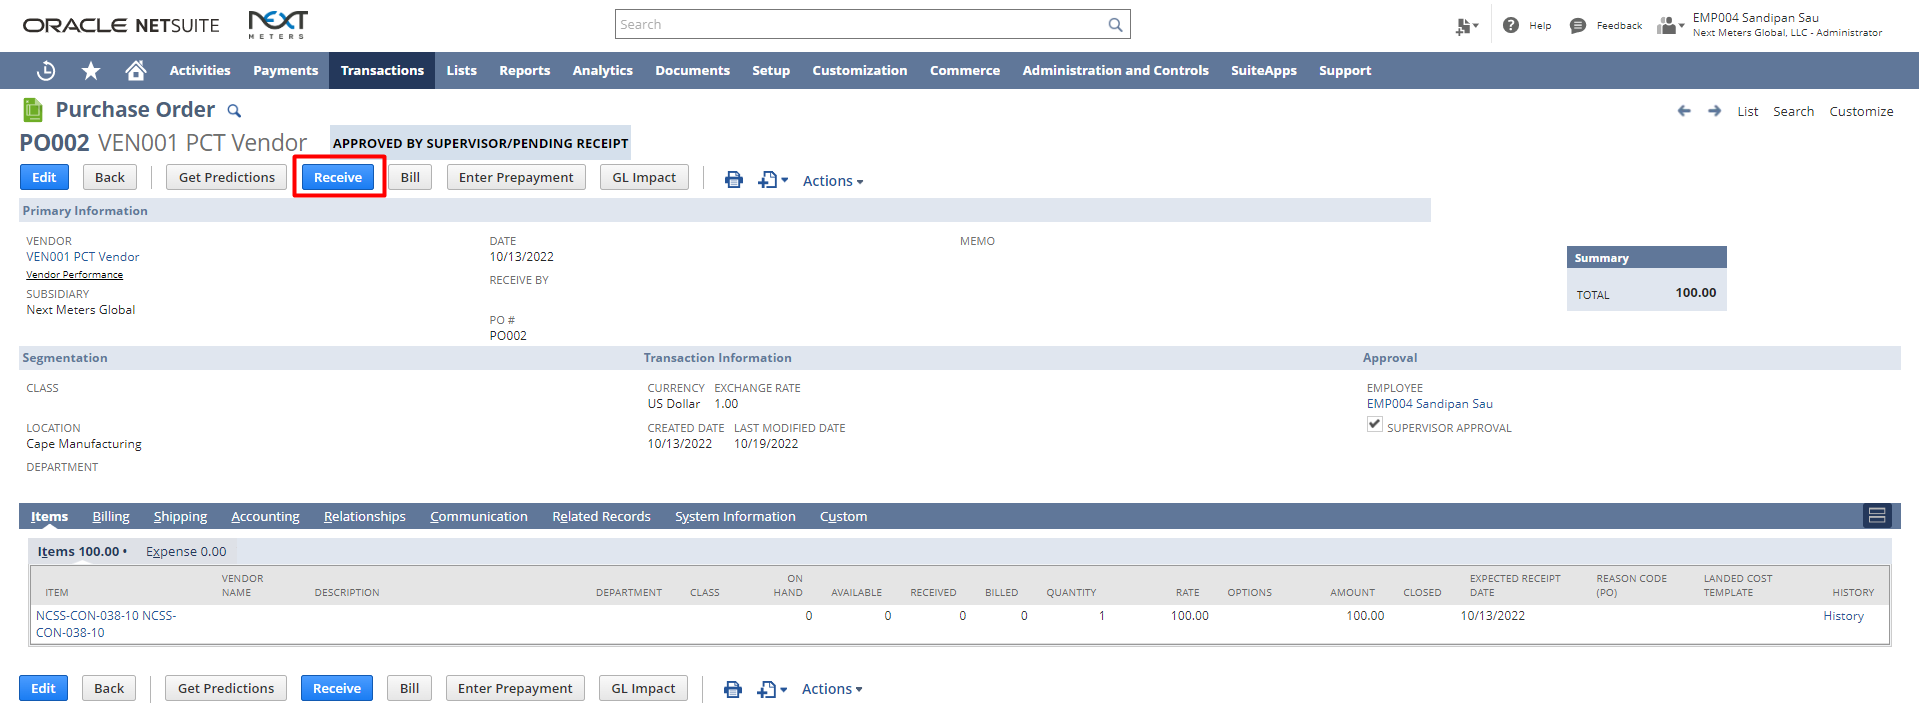 ORACLE NETSUITE
NEXT
METERS
Search
Help
Feedback
EMP004 Sandipan Sau
Next Meters Global, LLC - Administrator
Activities Payments Transactions Lists Reports Analytics Documents Setup Customization Commerce Administration and Controls SuiteApps Support
Purchase Order
List Search Customize
PO002 VEN001 PCT Vendor APPROVED BY SUPERVISOR/PENDING RECEIPT
Edit Back Get Predictions Receive Bill Enter Prepayment GL Impact Actions
Primary Information
VENDOR
VEN001 PCT Vendor
Vendor Performance
SUBSIDIARY
Next Meters Global
DATE
10/13/2022
RECEIVE BY
PO #
PO002
MEMO
Summary
TOTAL 100.00
Segmentation
CLASS
LOCATION
Cape Manufacturing
DEPARTMENT
Transaction Information
CURRENCY EXCHANGE RATE
US Dollar 1.00
CREATED DATE LAST MODIFIED DATE
10/13/2022 10/19/2022
Approval
EMPLOYEE
EMP004 Sandipan Sau
SUPERVISOR APPROVAL
Items Billing Shipping Accounting Relationships Communication Related Records System Information Custom
Items 100.00 • Expense 0.00
ITEM VENDOR NAME DESCRIPTION DEPARTMENT CLASS ON HAND AVAILABLE RECEIVED BILLED QUANTITY RATE OPTIONS AMOUNT CLOSED EXPECTED RECEIPT DATE REASON CODE (PO) LANDED COST TEMPLATE HISTORY
NCSS-CON-038-10 NCSS- 0 0 0 0 1 100.00 100.00 10/13/2022 History
CON-038-10
Edit Back Get Predictions Receive Bill Enter Prepayment GL Impact Actions